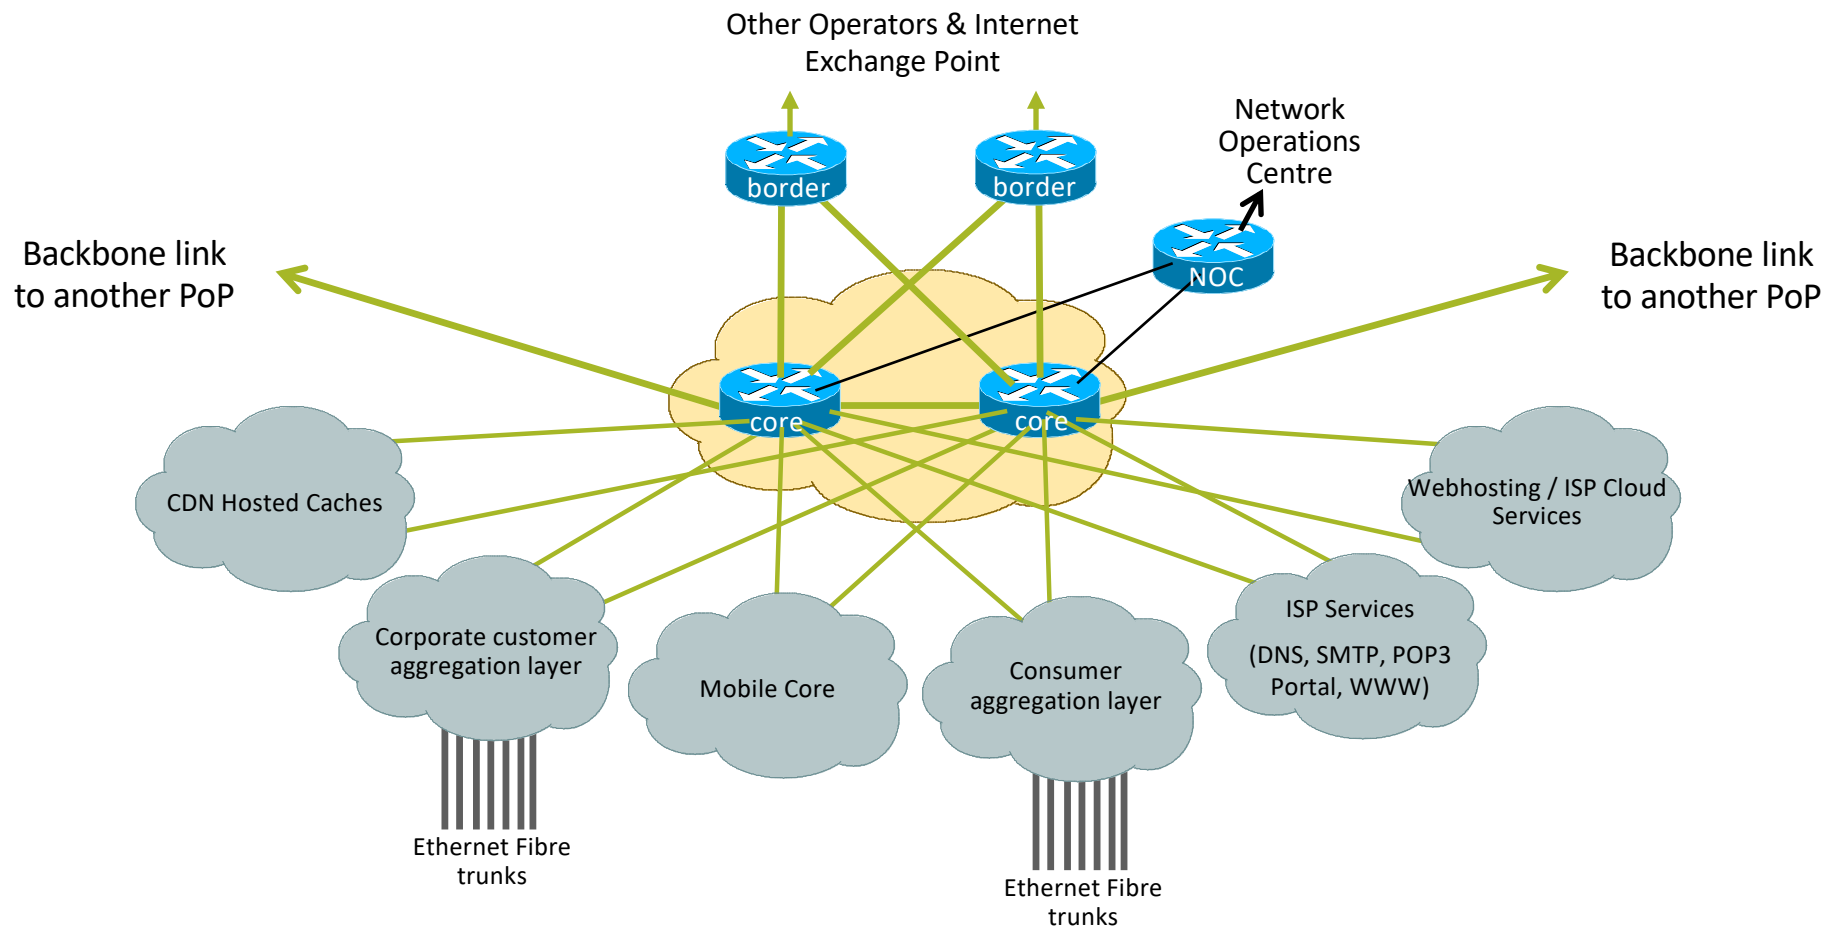 Other Operators & Internet
Exchange Point
Network
Operations
Centre
border
border
Backbone link
to another PoP
NOC
Backbone link
to another PoP
core
core
CDN Hosted Caches
Webhosting / ISP Cloud
Services
Corporate customer
aggregation layer
Mobile Core
Consumer
aggregation layer
ISP Services
(DNS, SMTP, POP3
Portal, WWW)
Ethernet Fibre
trunks
Ethernet Fibre
trunks